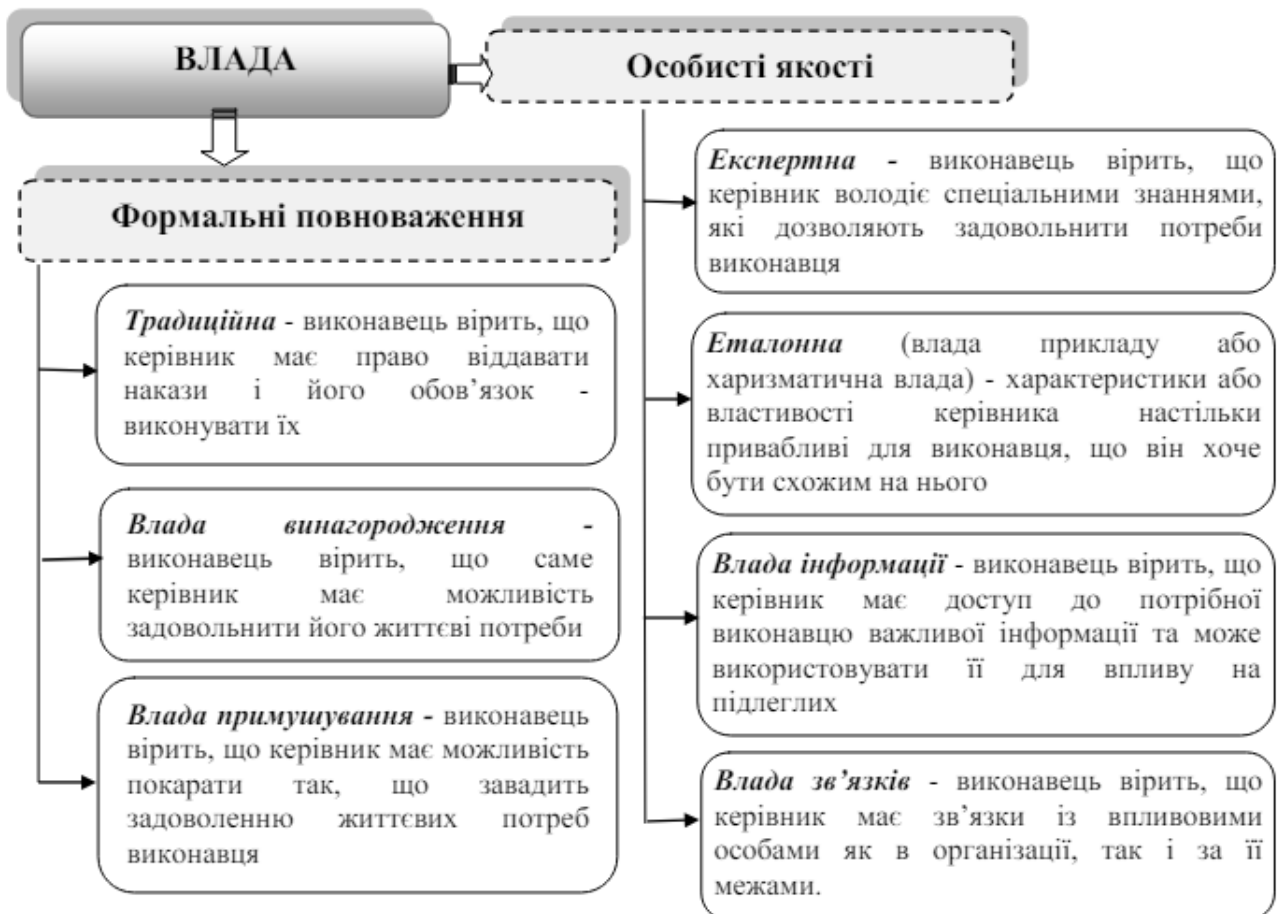 ВЛАДА
Особисті якості
Формальні повноваження
Традиційна - виконавець вірить, що
керівник має право віддавати
накази і його обов’язок -
виконувати їх
Влада винагородження -
виконавець вірить, що саме
керівник має можливість
задовольнити його життєві потреби
Влада примушування - виконавець
вірить, що керівник має можливість
покарати так, що завадить
задоволенню життєвих потреб
виконавця
Експертна - виконавець вірить, що
керівник володіє спеціальними знаннями,
які дозволяють задовольнити потреби
виконавця
Еталонна (влада прикладу або
харизматична влада) - характеристики або
властивості керівника настільки
привабливі для виконавця, що він хоче
бути схожим на нього
Влада інформації - виконавець вірить, що
керівник має доступ до потрібної
виконавцю важливої інформації та може
використовувати її для впливу на
підлеглих
Влада зв’язків - виконавець вірить, що
керівник має зв’язки із впливовими
особами як в організації, так і за її
межами.